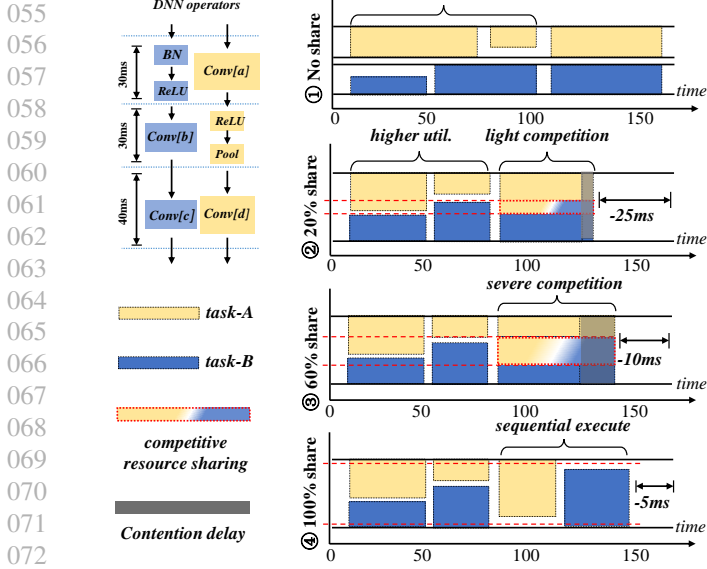 055
056
057
058
059
060
061
062
063
064
065
066
067
068
069
070
071
072
DNN operators
30ms
BN
ReLU
Conv[a]
30ms
Conv[b]
ReLU
Pool
40ms
Conv[c]
Conv[d]
task-A
task-B
competitive
resource sharing
Contention delay
① No share
time
0 50 100 150
higher util. light competition
② 20% share
-25ms
time
0 50 100 150
severe competition
③ 60% share
-10ms
time
0 50 100 150
sequential execute
④ 100% share
-5ms
time
0 50 100 150